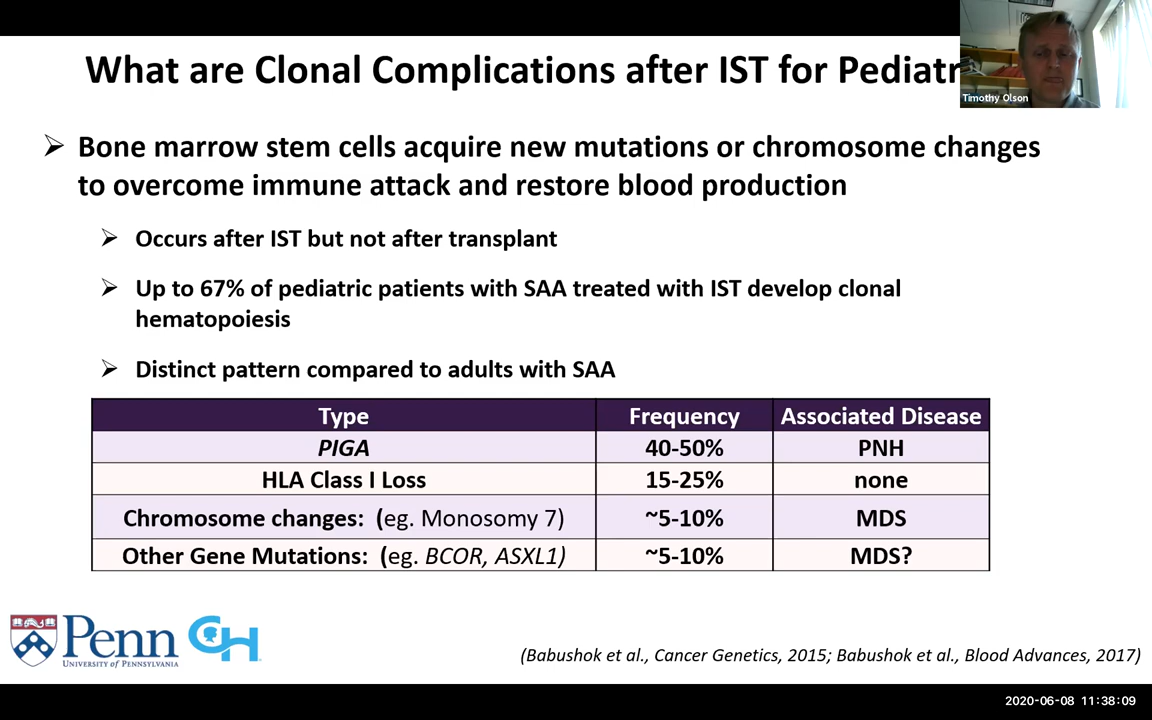 What are Clonal Complications after IST for Pediatr
Timothy Olson
➢ Bone marrow stem cells acquire new mutations or chromosome changes
to overcome immune attack and restore blood production
➢ Occurs after IST but not after transplant
➢ Up to 67% of pediatric patients with SAA treated with IST develop clonal
hematopoiesis
➢ Distinct pattern compared to adults with SAA
Type Frequency Associated Disease
PIGA 40-50% PNH
HLA Class I Loss 15-25% none
Chromosome changes: (eg. Monosomy 7) ~5-10% MDS
Other Gene Mutations: (eg. BCOR, ASXL1) ~5-10% MDS?
Penn
UNIVERSITY OF PENNSYLVANIA
CH
(Babushok et al., Cancer Genetics, 2015; Babushok et al., Blood Advances, 2017)
2020-06-08 11:38:09